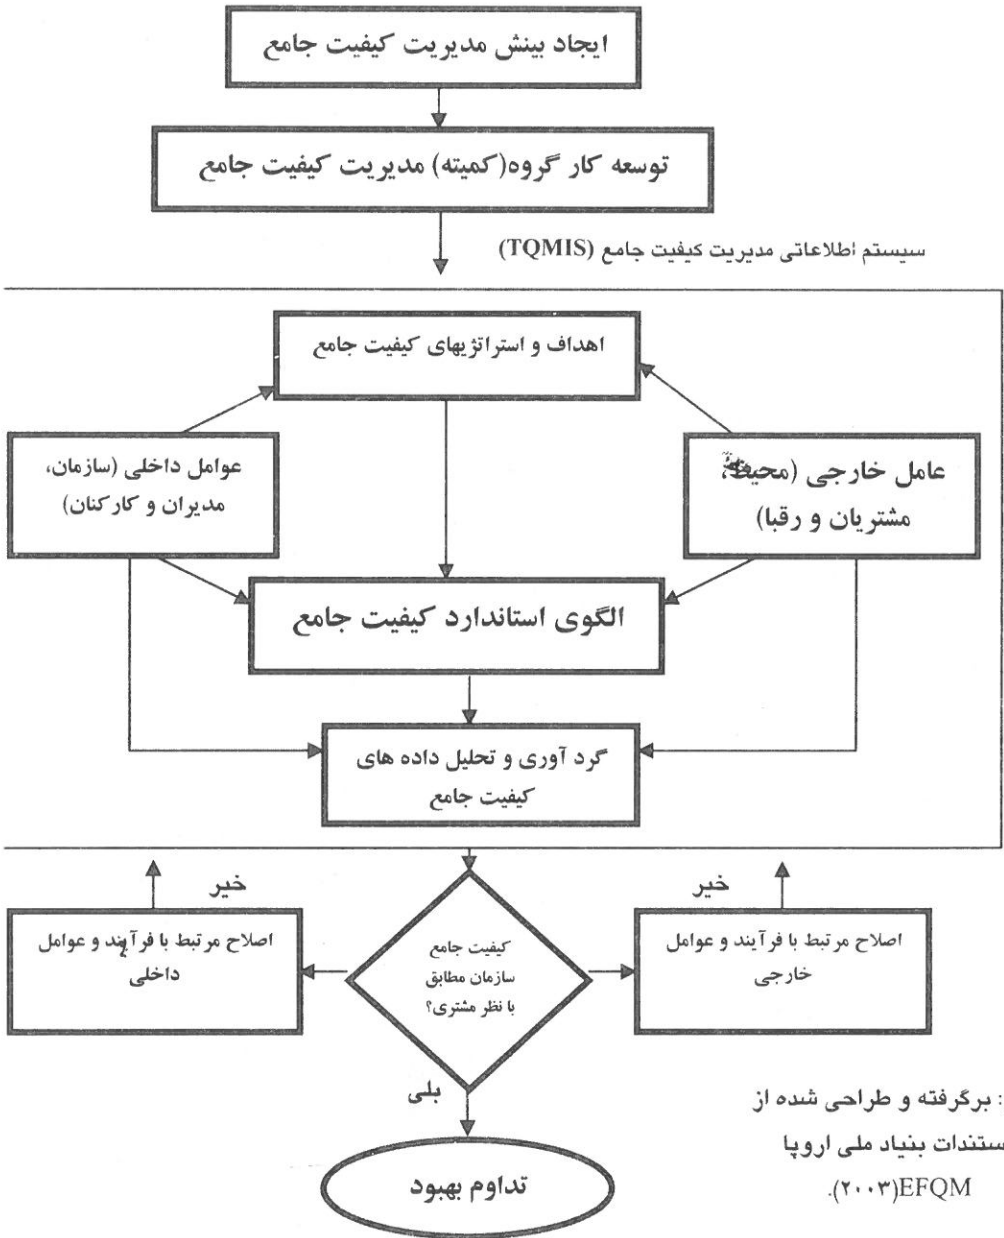 ایجاد بینش مدیریت کیفیت جامع
توسعه کار گروه(کمیته) مدیریت کیفیت جامع
سیستم اطلاعاتی مدیریت کیفیت جامع (TQMIS)
اهداف و استراتژیهای کیفیت جامع
عامل خارجی (محیط،
مشتریان و رقبا)
عوامل داخلی (سازمان،
مدیران و کارکنان)
الگوی استاندارد کیفیت جامع
گرد آوری و تحلیل داده های
کیفیت جامع
خیر
خیر
اصلاح مرتبط با فرآیند و عوامل
خارجی
کیفیت جامع
سازمان مطابق
با نظر مشتری؟
اصلاح مرتبط با فرآیند و عوامل
داخلی
بلی
تداوم بهبود
: برگرفته و طراحی شده از
ستندات بنیاد ملی اروپا
EFQM(۲۰۰۳).